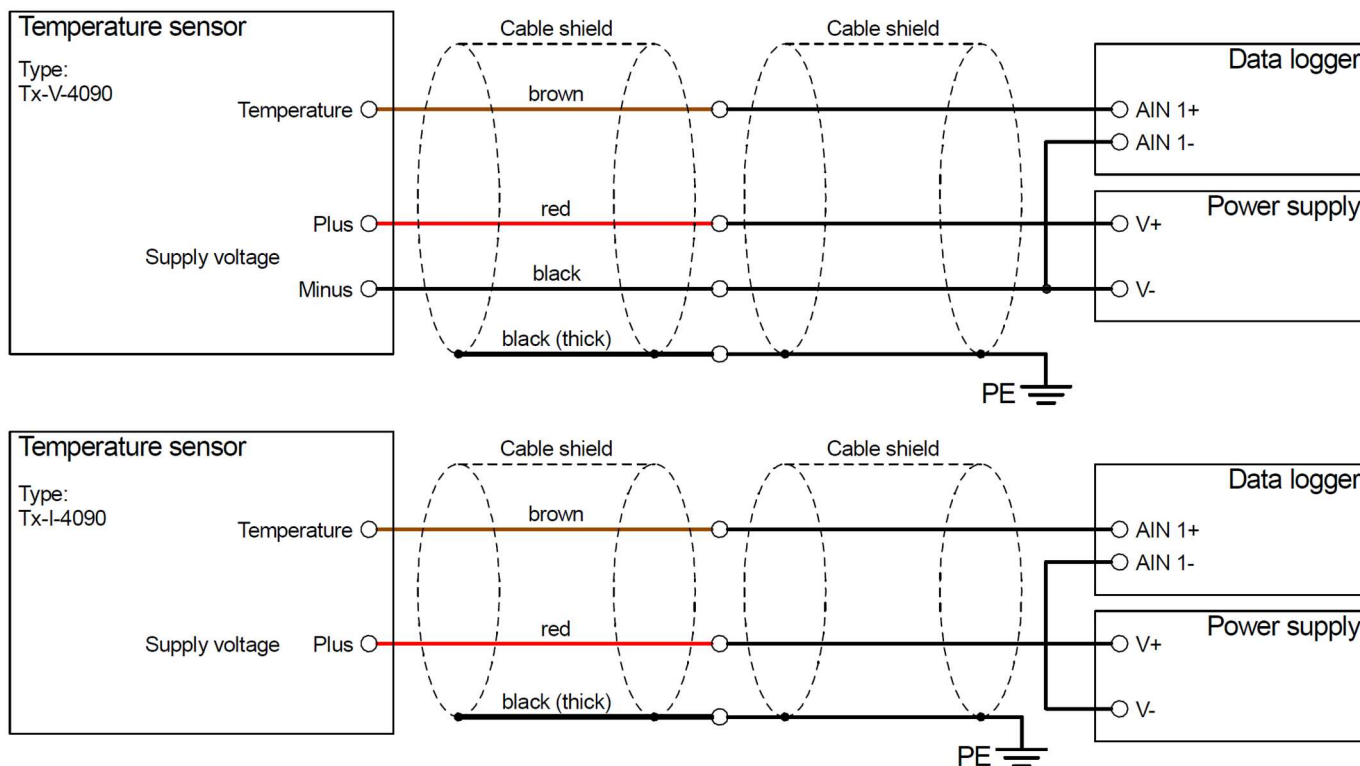 Temperature sensor
Type:
Tx-V-4090
Cable shield
Cable shield
Data logger
Temperature
brown
AIN 1+
AIN 1-
Power supply
Plus
red
V+
Supply voltage
Minus
black
V-
black (thick)
PE
Temperature sensor
Type:
Tx-I-4090
Cable shield
Cable shield
Data logger
Temperature
brown
AIN 1+
AIN 1-
Power supply
Supply voltage
Plus
red
V+
black (thick)
V-
PE